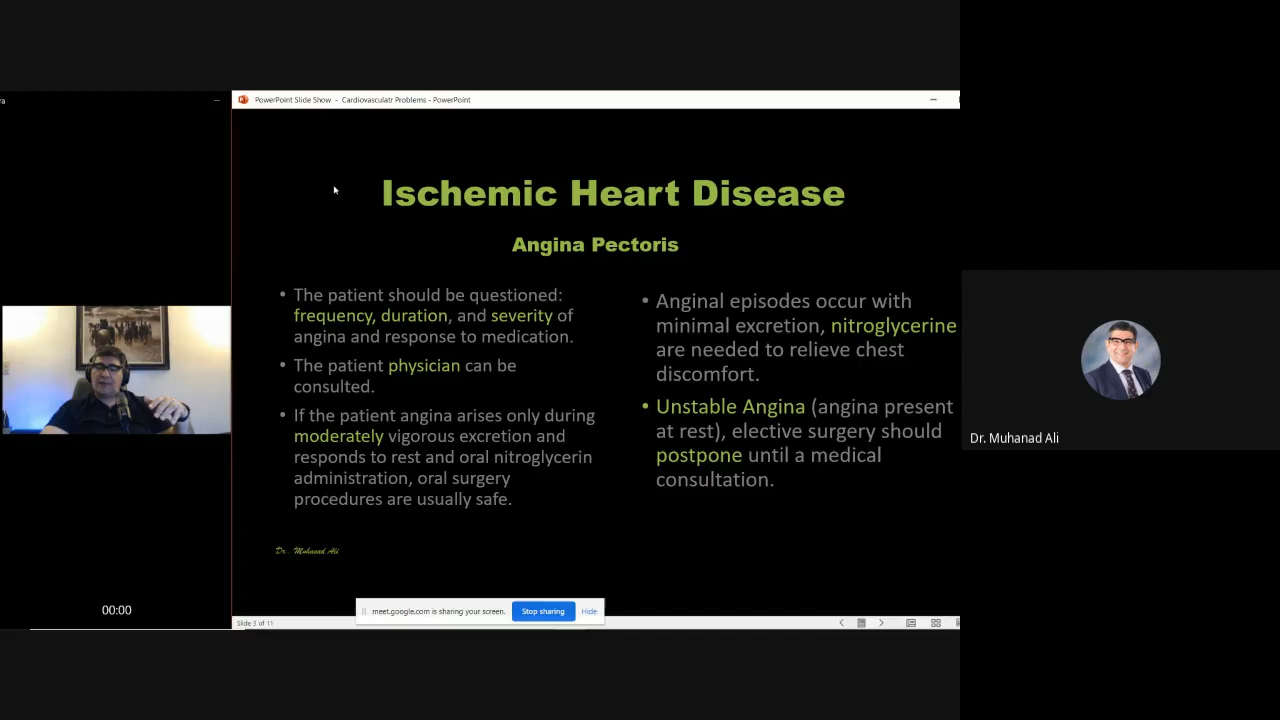 ra
PowerPoint Slide Show - Cardiovasculatr Problems - PowerPoint
Ischemic Heart Disease
Angina Pectoris
• The patient should be questioned:
frequency, duration, and severity of
angina and response to medication.
• The patient physician can be
consulted.
• If the patient angina arises only during
moderately vigorous excretion and
responds to rest and oral nitroglycerin
administration, oral surgery
procedures are usually safe.
• Anginal episodes occur with
minimal excretion, nitroglycerine
are needed to relieve chest
discomfort.
• Unstable Angina (angina present
at rest), elective surgery should
postpone until a medical
consultation.
Dr.. Muhanad Ali
Dr. Muhanad Ali
00:00
meet.google.com is sharing your screen.
Stop sharing
Hide
Slide 3 of 11